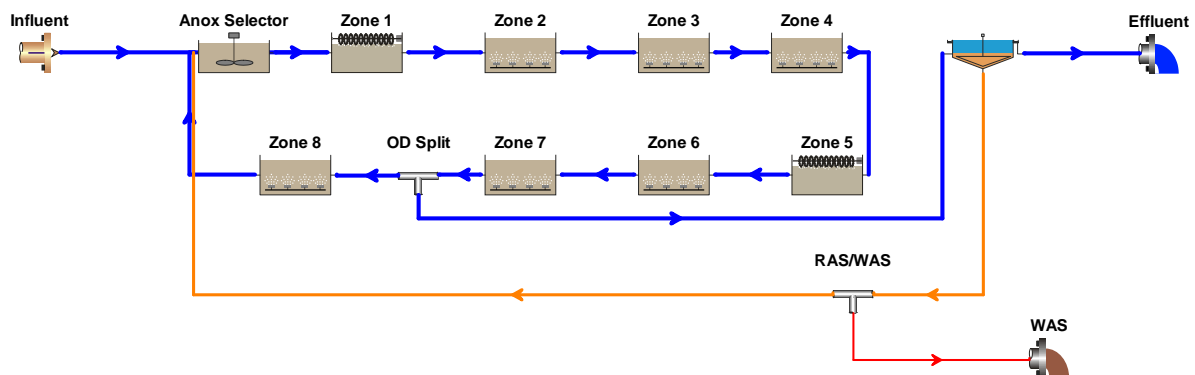 Influent
Anox Selector
Zone 1
Zone 2
Zone 3
Zone 4
Effluent
Zone 8
OD Split
Zone 7
Zone 6
Zone 5
RAS/WAS
WAS